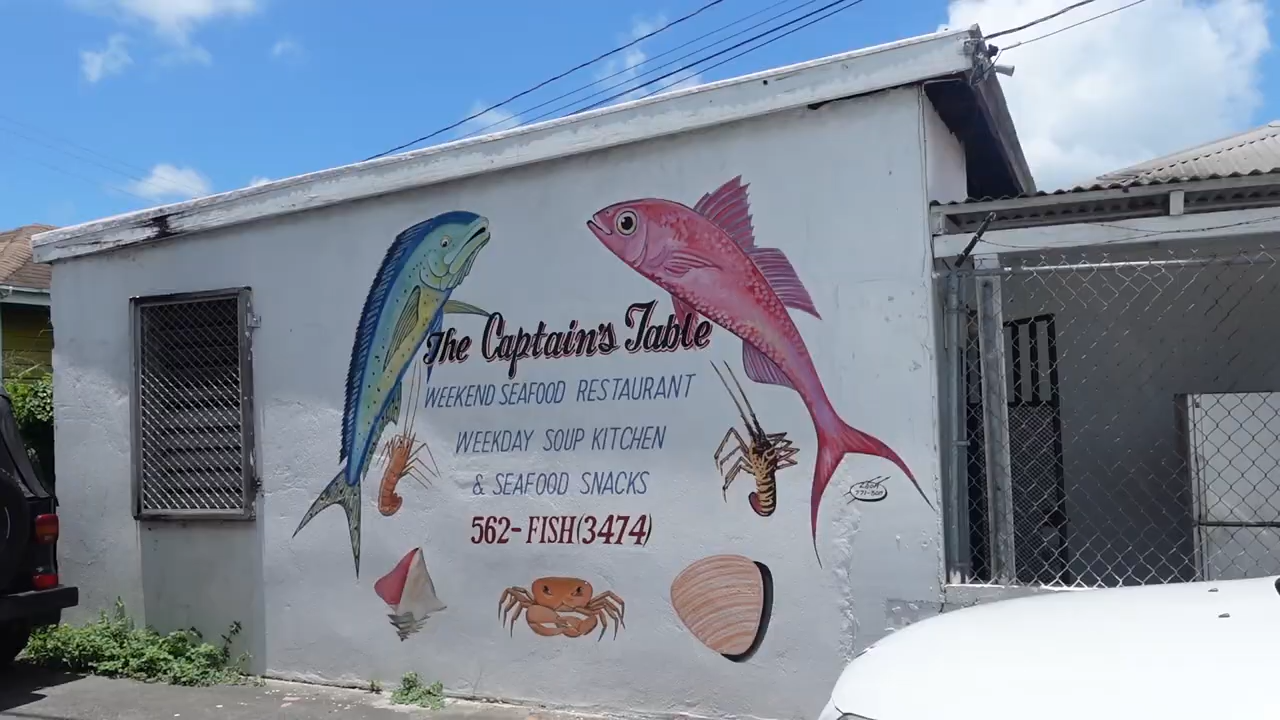 The Captain's Table
WEEKEND SEAFOOD RESTAURANT
WEEKDAY SOUP KITCHEN
& SEAFOOD SNACKS
562-FISH(3474)